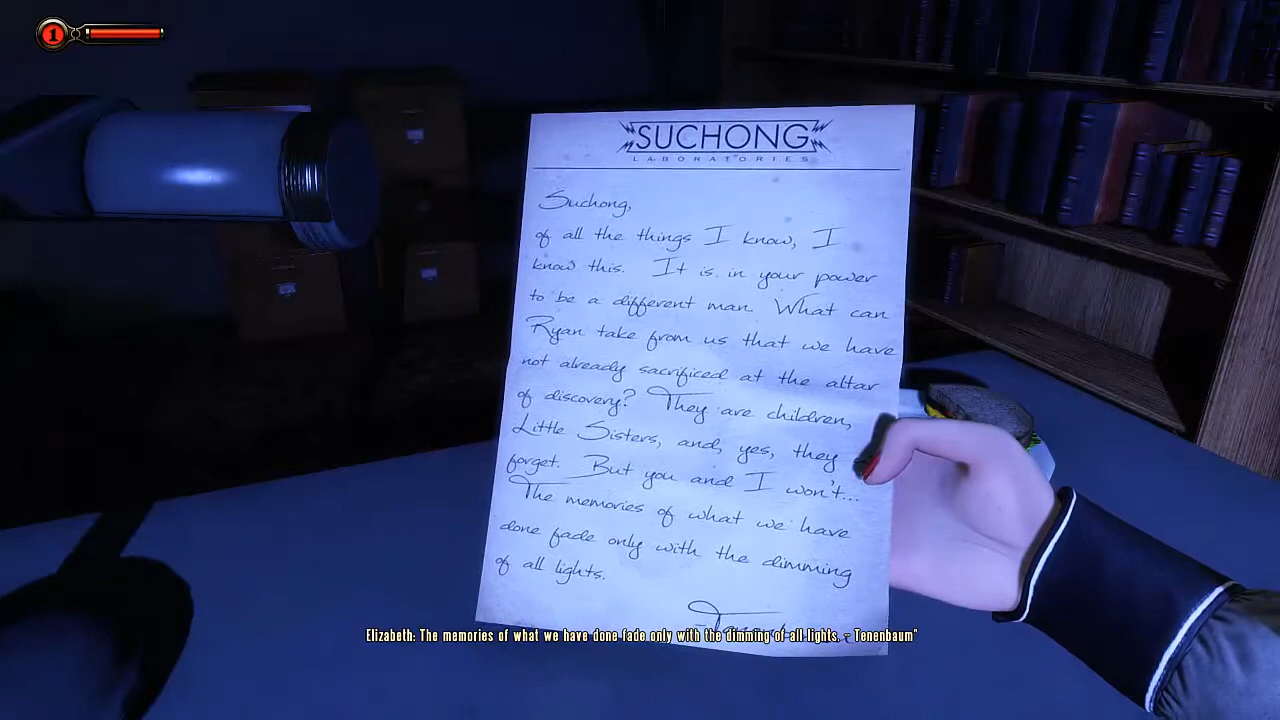 1
SUCHONG
LABORATORIES
Suchong,
of all the things I know, I
know this. It is in your power
to be a different man. What can
Ryan take from us that we have
not already sacrificed at the altar
of discovery? They are children,
Little Sisters, and, yes, they
forget. But you and I won't...
The memories of what we have
done fade only with the dimming
of all lights.
Elizabeth: The memories of what we have done fade only with the dimming of all lights. - Tenenbaum"